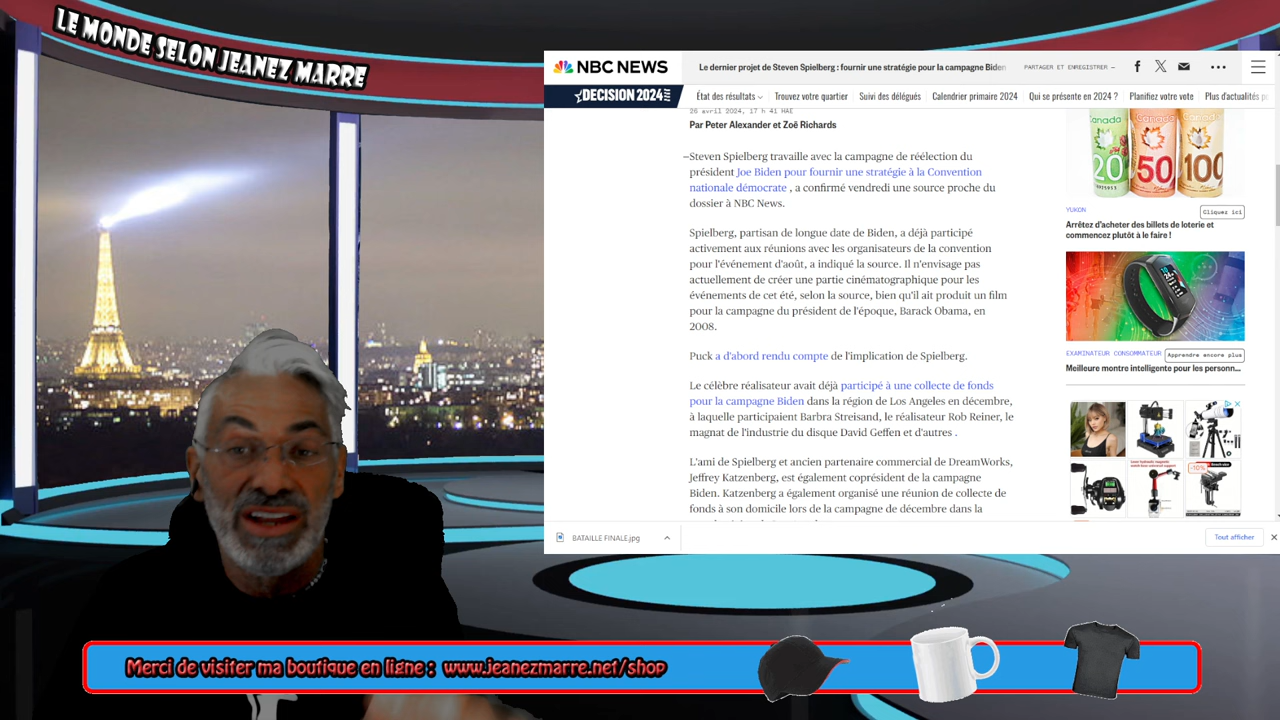 LE MONDE SELON JEANEZ MARRE
NBC NEWS
Le dernier projet de Steven Spielberg : fournir une stratégie pour la campagne Biden
PARTAGER ET ENREGISTRER —
DECISION 2024
État des résultats
Trouvez votre quartier
Suivi des délégués
Calendrier primaire 2024
Qui se présente en 2024 ?
Planifiez votre vote
Plus d'actualités
26 avril 2024, 17 h 41 HAE
Par Peter Alexander et Zoë Richards
—Steven Spielberg travaille avec la campagne de réélection du
président Joe Biden pour fournir une stratégie à la Convention
nationale démocrate , a confirmé vendredi une source proche du
dossier à NBC News.
Spielberg, partisan de longue date de Biden, a déjà participé
activement aux réunions avec les organisateurs de la convention
pour l'événement d'août, a indiqué la source. Il n'envisage pas
actuellement de créer une partie cinématographique pour les
événements de cet été, selon la source, bien qu'il ait produit un film
pour la campagne du président de l'époque, Barack Obama, en
2008.
Puck a d'abord rendu compte de l'implication de Spielberg.
Le célèbre réalisateur avait déjà participé à une collecte de fonds
pour la campagne Biden dans la région de Los Angeles en décembre,
à laquelle participaient Barbra Streisand, le réalisateur Rob Reiner, le
magnat de l'industrie du disque David Geffen et d'autres .
L'ami de Spielberg et ancien partenaire commercial de DreamWorks,
Jeffrey Katzenberg, est également coprésident de la campagne
Biden. Katzenberg a également organisé une réunion de collecte de
fonds à son domicile lors de la campagne de décembre dans la
Canada
Canada
20
50
100
YUKON
Cliquez ici
Arrêtez d'acheter des billets de loterie et
commencez plutôt à le faire !
EXAMINATEUR CONSOMMATEUR
Apprendre encore plus
Meilleure montre intelligente pour les personn...
-10%
BATAILLE FINALE.jpg
Tout afficher
Merci de visiter ma boutique en ligne : www.jeanezmarre.net/shop